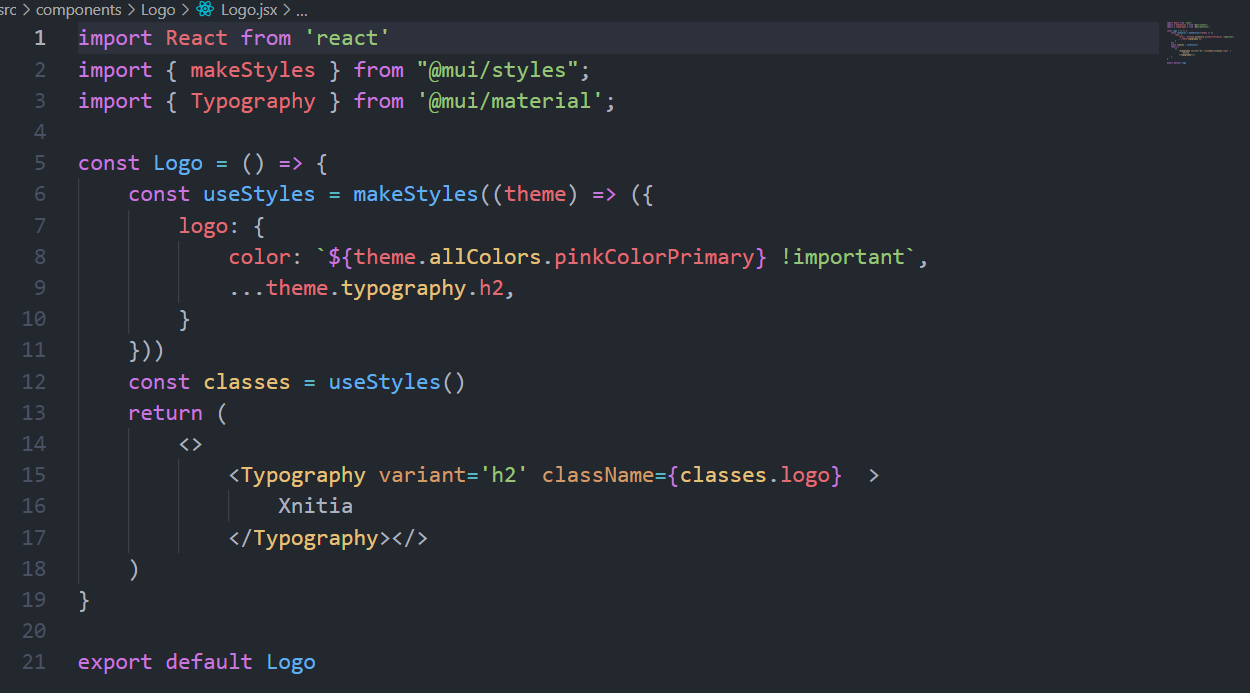 src > components > Logo > Logo.jsx > ...
1 import React from 'react'
2 import { makeStyles } from "@mui/styles";
3 import { Typography } from '@mui/material';
4
5 const Logo = () => {
6     const useStyles = makeStyles((theme) => ({
7         logo: {
8             color: `${theme.allColors.pinkColorPrimary} !important`,
9             ...theme.typography.h2,
10         }
11     }))
12     const classes = useStyles()
13     return (
14         <>
15             <Typography variant='h2' className={classes.logo}  >
16                 Xnitia
17             </Typography></>
18     )
19 }
20
21 export default Logo